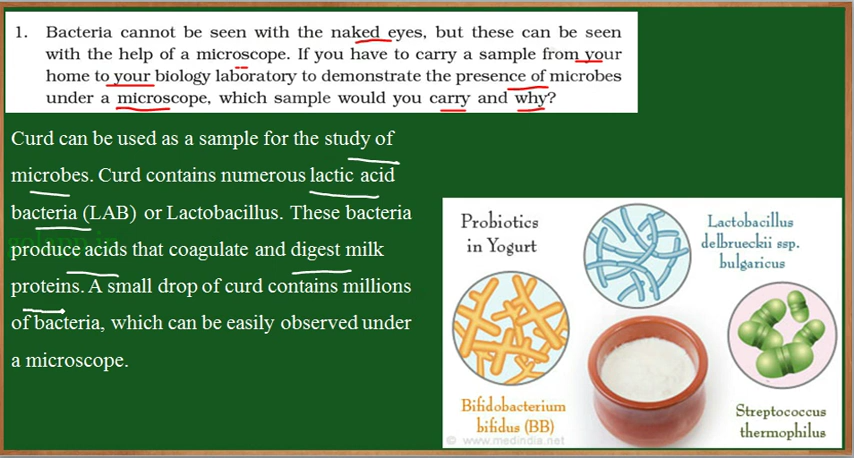 1. Bacteria cannot be seen with the naked eyes, but these can be seen
with the help of a microscope. If you have to carry a sample from your
home to your biology laboratory to demonstrate the presence of microbes
under a microscope, which sample would you carry and why?
Curd can be used as a sample for the study of
microbes. Curd contains numerous lactic acid
bacteria (LAB) or Lactobacillus. These bacteria
produce acids that coagulate and digest milk
proteins. A small drop of curd contains millions
of bacteria, which can be easily observed under
a microscope.
Probiotics
in Yogurt
Lactobacillus
delbrueckii ssp.
bulgaricus
Bifidobacterium
bifidus (BB)
Streptococcus
thermophilus
© www.medindia.net